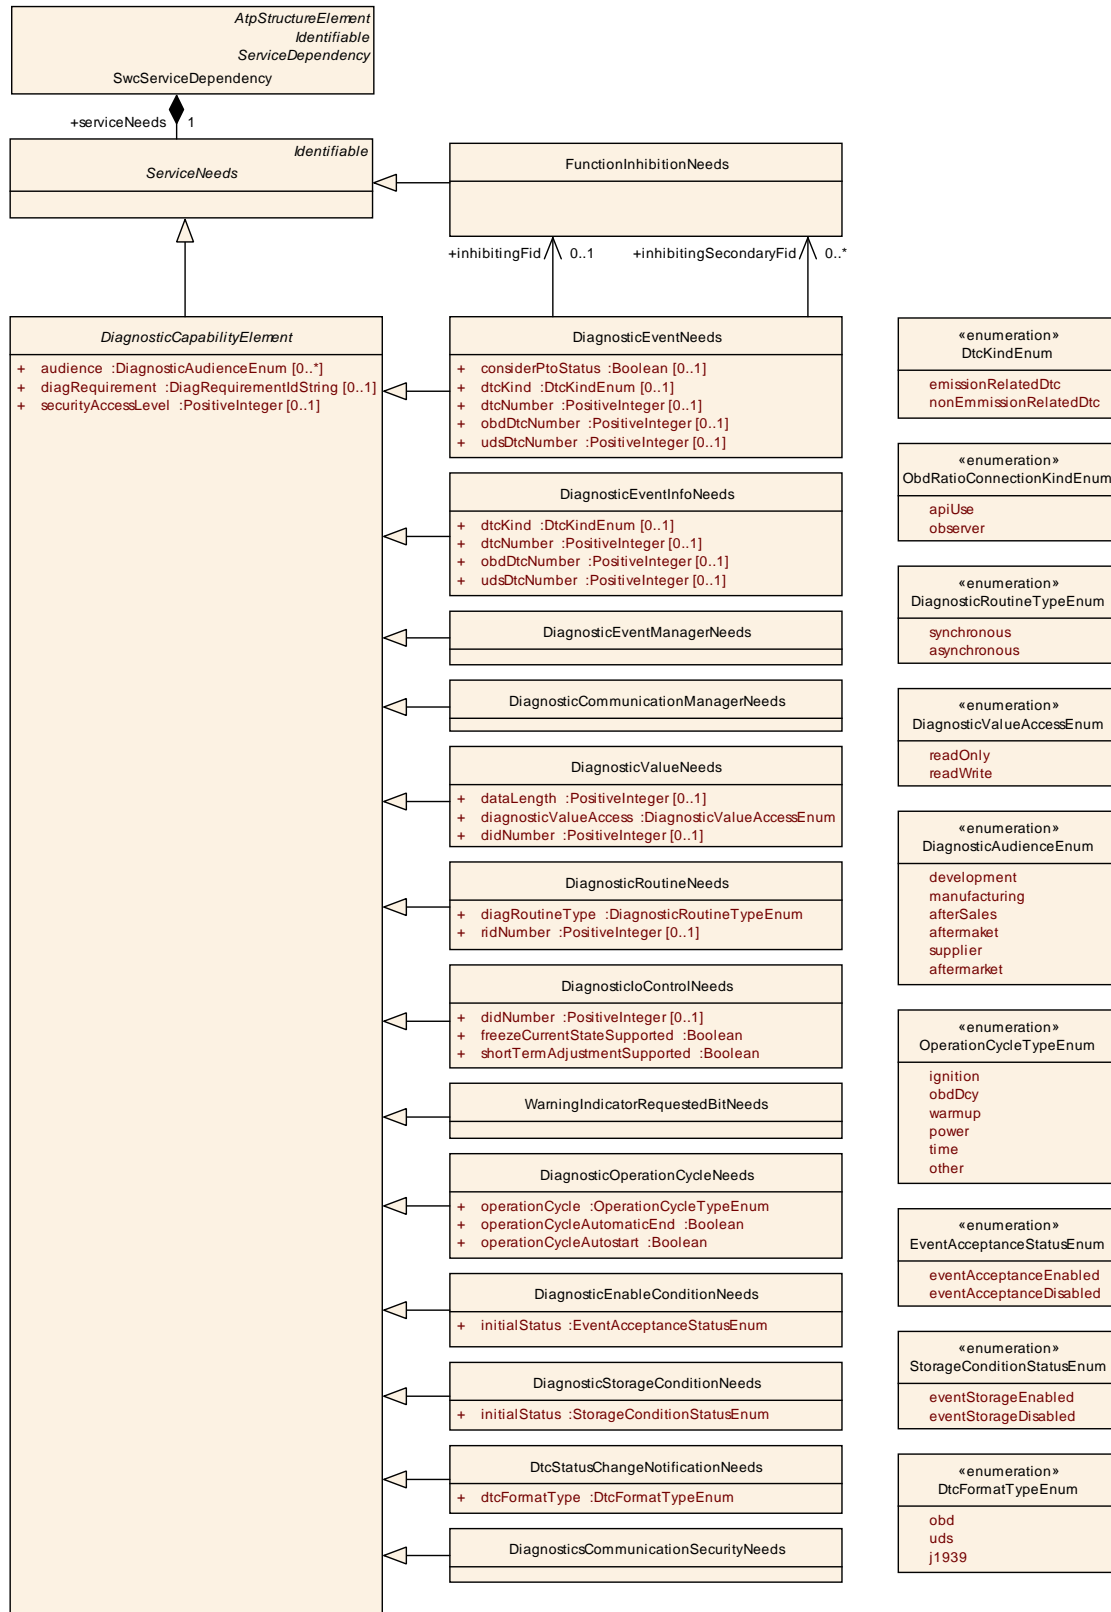 AtpStructureElement
Identifiable
ServiceDependency
SwcServiceDependency
+serviceNeeds 1
Identifiable
ServiceNeeds
FunctionInhibitionNeeds
+inhibitingFid 0..1 +inhibitingSecondaryFid 0..*
DiagnosticCapabilityElement
+ audience :DiagnosticAudienceEnum [0..*]
+ diagRequirement :DiagRequirementIdString [0..1]
+ securityAccessLevel :PositiveInteger [0..1]
DiagnosticEventNeeds
+ considerPtoStatus :Boolean [0..1]
+ dtcKind :DtcKindEnum [0..1]
+ dtcNumber :PositiveInteger [0..1]
+ obdDtcNumber :PositiveInteger [0..1]
+ udsDtcNumber :PositiveInteger [0..1]
DiagnosticEventInfoNeeds
+ dtcKind :DtcKindEnum [0..1]
+ dtcNumber :PositiveInteger [0..1]
+ obdDtcNumber :PositiveInteger [0..1]
+ udsDtcNumber :PositiveInteger [0..1]
DiagnosticEventManagerNeeds
DiagnosticCommunicationManagerNeeds
DiagnosticValueNeeds
+ dataLength :PositiveInteger [0..1]
+ diagnosticValueAccess :DiagnosticValueAccessEnum
+ didNumber :PositiveInteger [0..1]
DiagnosticRoutineNeeds
+ diagRoutineType :DiagnosticRoutineTypeEnum
+ ridNumber :PositiveInteger [0..1]
DiagnosticIoControlNeeds
+ didNumber :PositiveInteger [0..1]
+ freezeCurrentStateSupported :Boolean
+ shortTermAdjustmentSupported :Boolean
WarningIndicatorRequestedBitNeeds
DiagnosticOperationCycleNeeds
+ operationCycle :OperationCycleTypeEnum
+ operationCycleAutomaticEnd :Boolean
+ operationCycleAutostart :Boolean
DiagnosticEnableConditionNeeds
+ initialStatus :EventAcceptanceStatusEnum
DiagnosticStorageConditionNeeds
+ initialStatus :StorageConditionStatusEnum
DtcStatusChangeNotificationNeeds
+ dtcFormatType :DtcFormatTypeEnum
DiagnosticsCommunicationSecurityNeeds
«enumeration»
DtcKindEnum
emissionRelatedDtc
nonEmmissionRelatedDtc
«enumeration»
ObdRatioConnectionKindEnum
apiUse
observer
«enumeration»
DiagnosticRoutineTypeEnum
synchronous
asynchronous
«enumeration»
DiagnosticValueAccessEnum
readOnly
readWrite
«enumeration»
DiagnosticAudienceEnum
development
manufacturing
afterSales
aftermaket
supplier
aftermarket
«enumeration»
OperationCycleTypeEnum
ignition
obdDcy
warmup
power
time
other
«enumeration»
EventAcceptanceStatusEnum
eventAcceptanceEnabled
eventAcceptanceDisabled
«enumeration»
StorageConditionStatusEnum
eventStorageEnabled
eventStorageDisabled
«enumeration»
DtcFormatTypeEnum
obd
uds
j1939